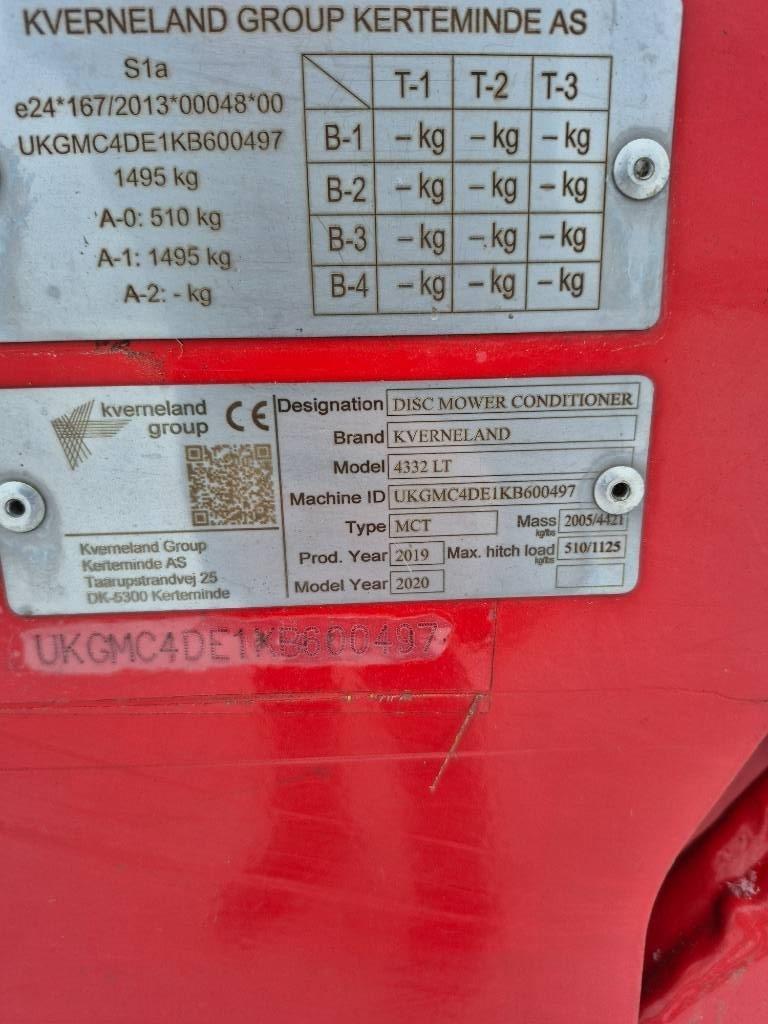 KVERNELAND GROUP KERTEMINDE AS
S1a
e24*167/2013*00048*00
UKGMC4DE1KB600497
1495 kg
A-0: 510 kg
A-1: 1495 kg
A-2: - kg
T-1 T-2 T-3
B-1 – kg – kg – kg
B-2 – kg – kg – kg
B-3 – kg – kg – kg
B-4 – kg – kg – kg
kverneland
group
CE
Kverneland Group
Kerteminde AS
Taarupstrandvej 25
DK-5300 Kerteminde
Designation DISC MOWER CONDITIONER
Brand KVERNELAND
Model 4332 LT
Machine ID UKGMC4DE1KB600497
Type MCT Mass kg/lbs 2005/4421
Prod. Year 2019 Max. hitch load kg/lbs 510/1125
Model Year 2020
UKGMC4DE1KB600497